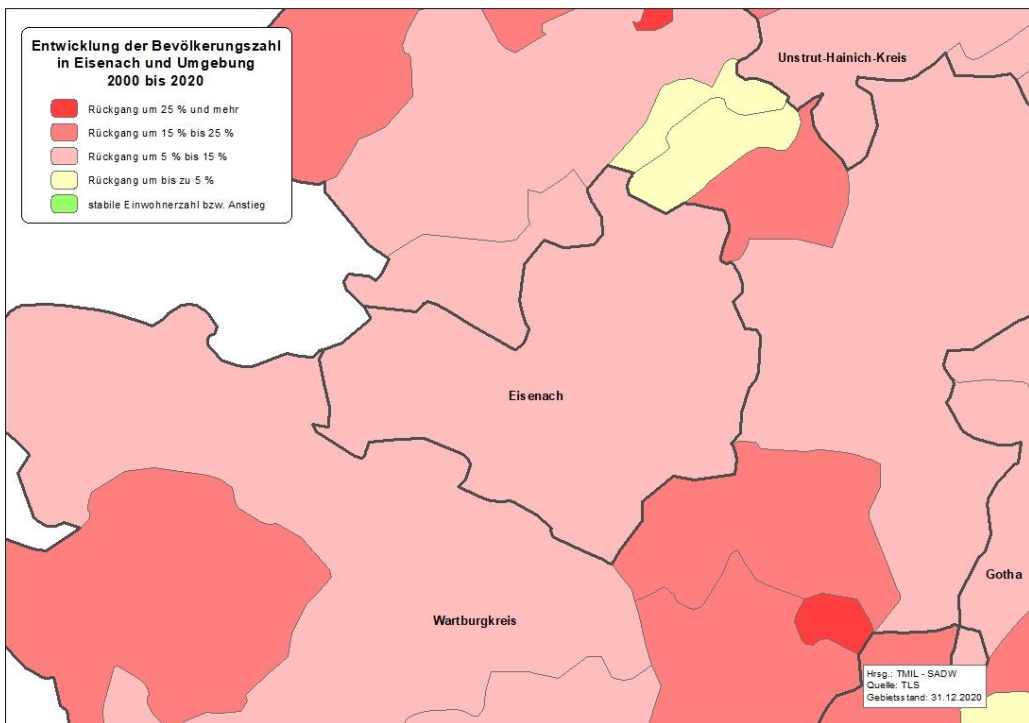 Entwicklung der Bevölkerungszahl
in Eisenach und Umgebung
2000 bis 2020
Rückgang um 25 % und mehr
Rückgang um 15 % bis 25 %
Rückgang um 5 % bis 15 %
Rückgang um bis zu 5 %
stabile Einwohnerzahl bzw. Anstieg
Unstrut-Hainich-Kreis
Eisenach
Gotha
Wartburgkreis
Hrsg.: TMIL - SADW
Quelle: TLS
Gebietsstand: 31.12.2020